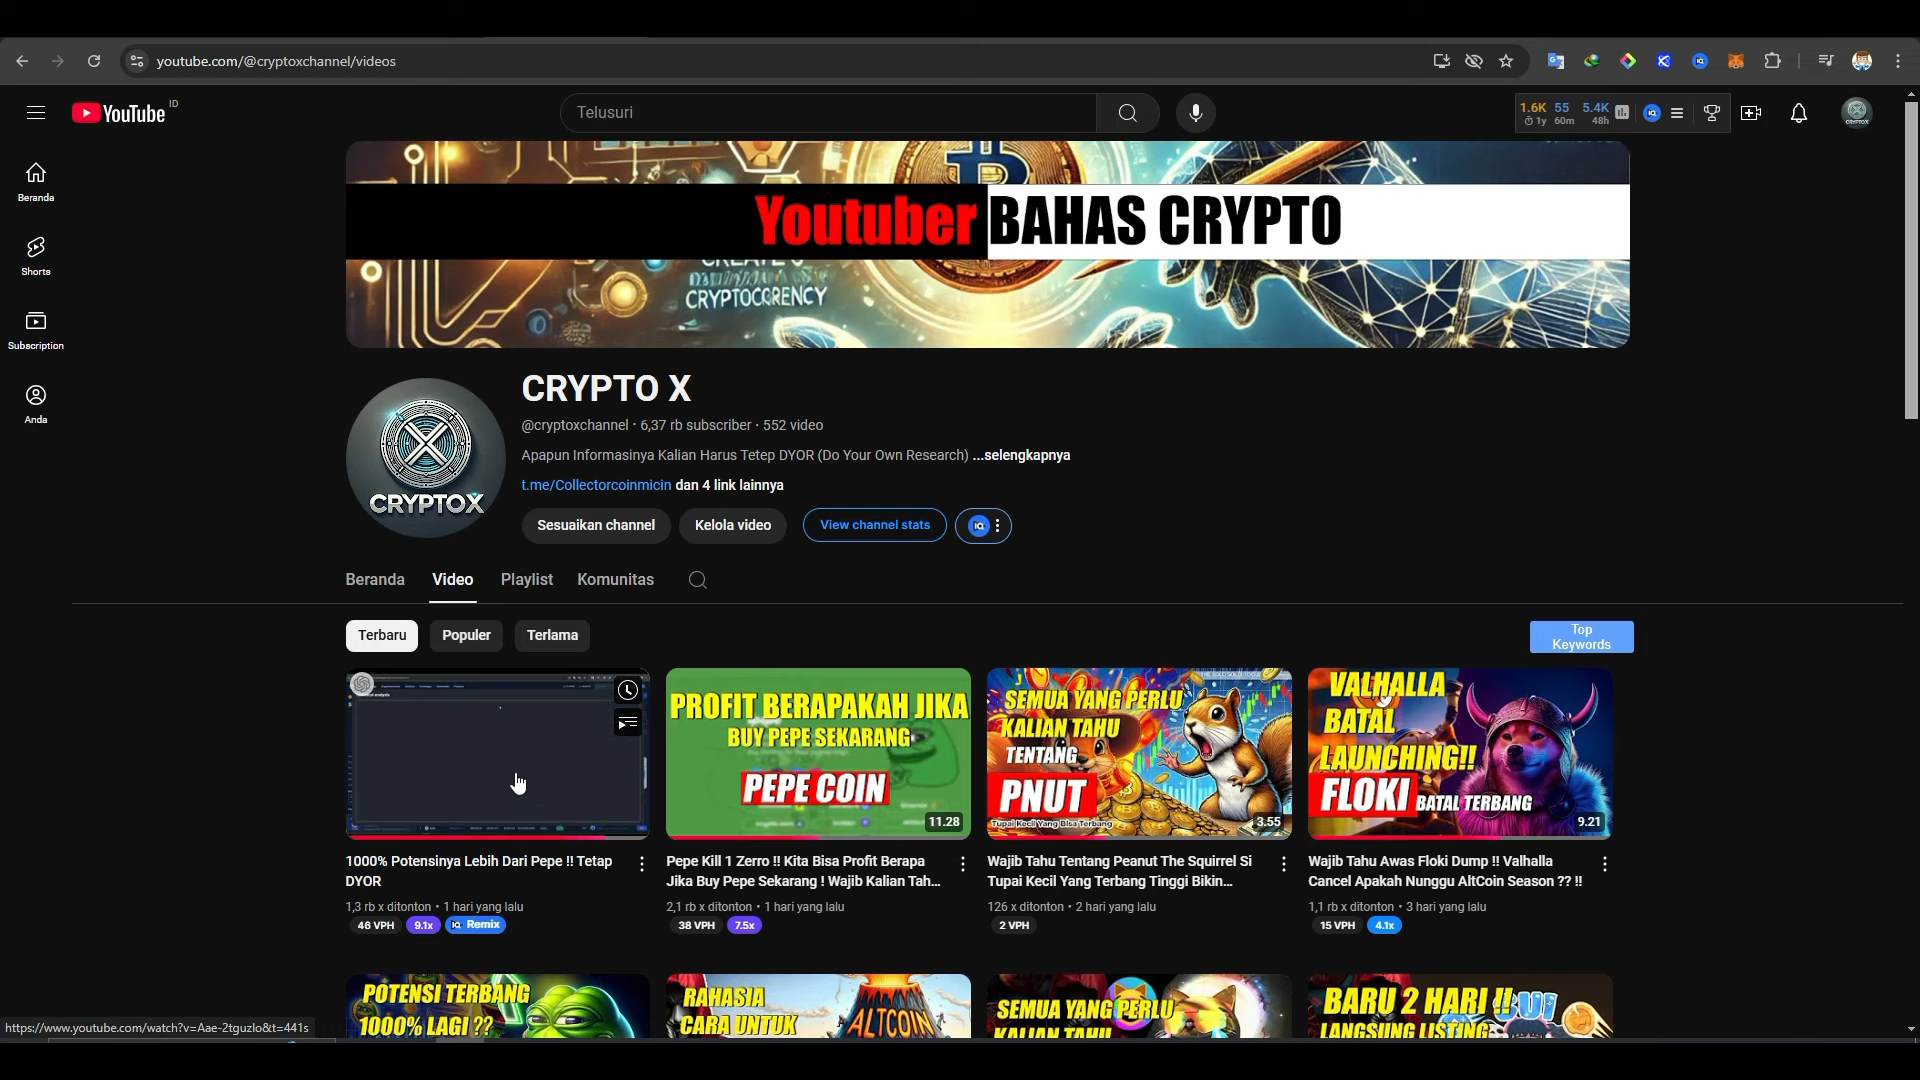 youtube.com/@cryptoxchannel/videos
YouTube ID
Telusuri
1.6K 55 5.4K
1y 60m 48h
Beranda
Shorts
Subscription
Anda
Youtuber BAHAS CRYPTO
CRYPTOCORENCY
CRYPTO X
CRYPTOX
@cryptoxchannel • 6,37 rb subscriber • 552 video
Apapun Informasinya Kalian Harus Tetep DYOR (Do Your Own Research) ...selengkapnya
t.me/Collectorcoinmicin dan 4 link lainnya
Sesuaikan channel
Kelola video
View channel stats
Beranda Video Playlist Komunitas
Terbaru Populer Terlama
Top
Keywords
PROFIT BERAPAKAH JIKA
BUY PEPE SEKARANG
PEPE COIN
11.28
SEMUA YANG PERLU
KALIAN TAHU
TENTANG
PNUT
Tupai Kecil Yang Bisa Terbang
3.55
VALHALLA
BATAL
LAUNCHING!!
FLOKI BATAL TERBANG
9.21
1000% Potensinya Lebih Dari Pepe !! Tetap
DYOR
1,3 rb x ditonton • 1 hari yang lalu
46 VPH 9.1x Remix
Pepe Kill 1 Zerro !! Kita Bisa Profit Berapa
Jika Buy Pepe Sekarang ! Wajib Kalian Tah...
2,1 rb x ditonton • 1 hari yang lalu
38 VPH 7.5x
Wajib Tahu Tentang Peanut The Squirrel Si
Tupai Kecil Yang Terbang Tinggi Bikin...
126 x ditonton • 2 hari yang lalu
2 VPH
Wajib Tahu Awas Floki Dump !! Valhalla
Cancel Apakah Nunggu AltCoin Season ?? !!
1,1 rb x ditonton • 3 hari yang lalu
15 VPH 4.1x
POTENSI TERBANG
1000% LAGI ??
RAHASIA
CARA UNTUK
ALTCOIN
SEMUA YANG PERLU
KALIAN TAHU
BARU 2 HARI !!
LANGSUNG LISTING
SUI
https://www.youtube.com/watch?v=Aae-2tguzlo&t=441s